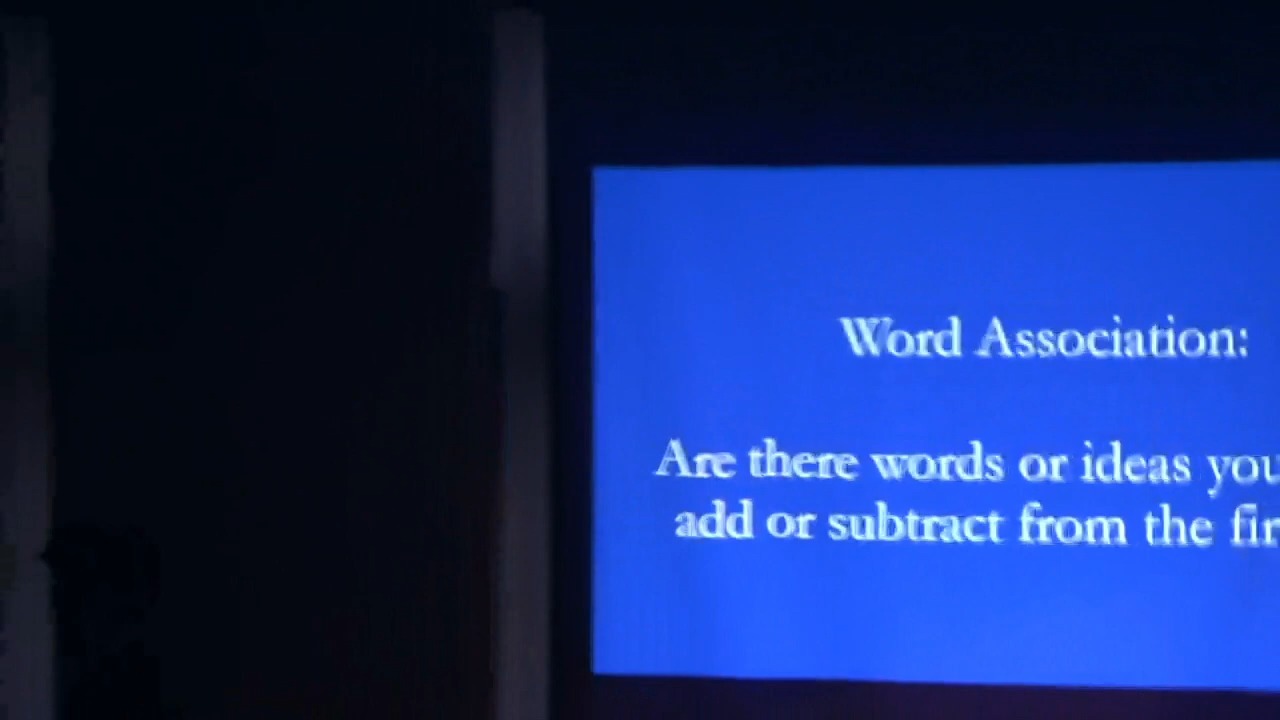 Word Association:
Are there words or ideas you
add or subtract from the